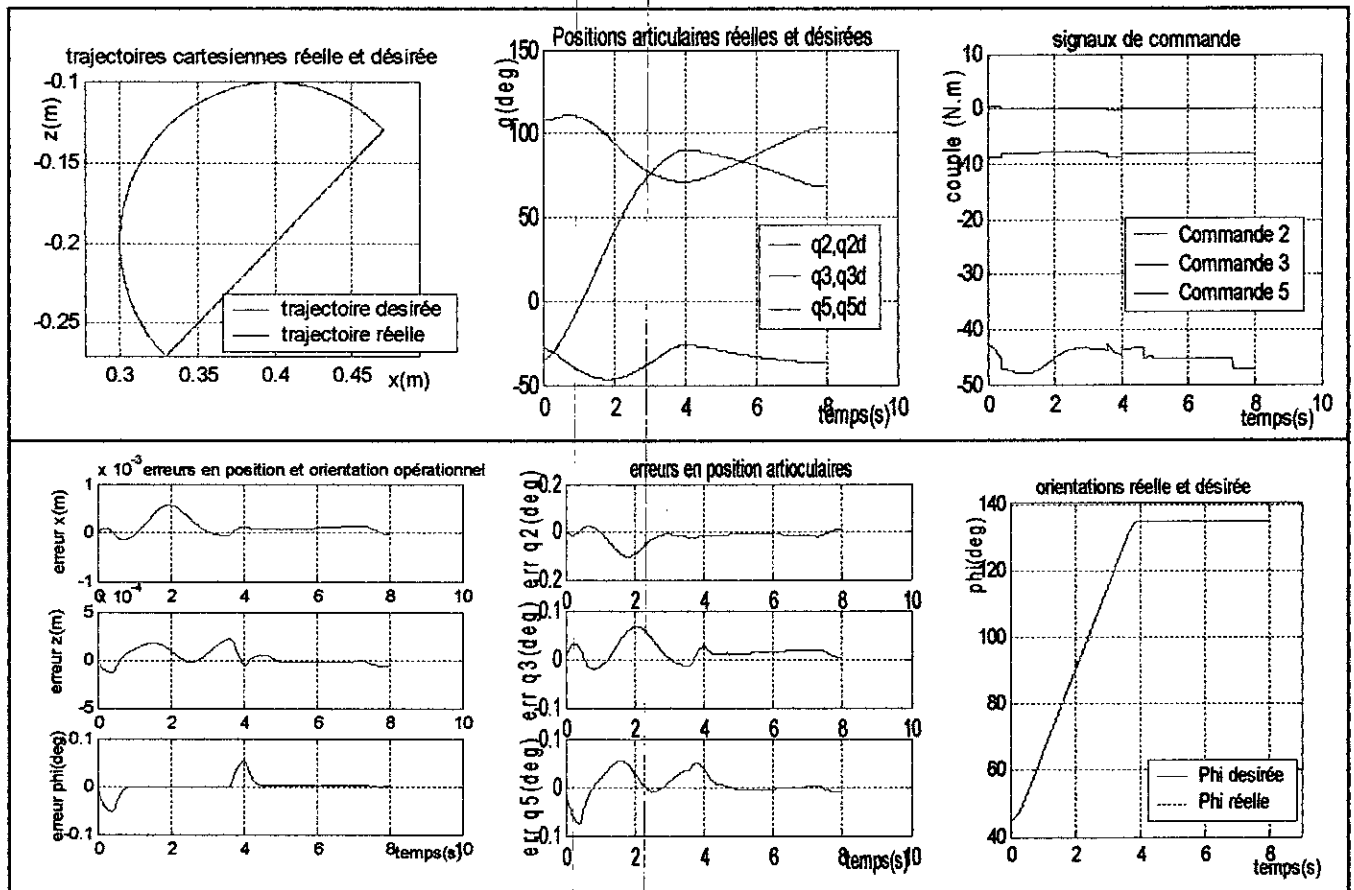 trajectoires cartesiennes réelle et désirée
z(m)
-0.1
-0.15
-0.2
-0.25
0.3 0.35 0.4 0.45
x(m)
trajectoire desirée
trajectoire réelle
Positions articulaires réelles et désirées
q(deg)
150
100
50
0
-50
0 2 4 6 8 10
temps(s)
q2,q2d
q3,q3d
q5,q5d
signaux de commande
couple (N.m)
10
0
-10
-20
-30
-40
-50
0 2 4 6 8 10
temps(s)
Commande 2
Commande 3
Commande 5
x 10-3 erreurs en position et orientation opérationnel
erreur x(m)
1
0
-1
0 2 4 6 8 10
x 10-4
erreur z(m)
5
0
-5
0 2 4 6 8 10
erreur phi(deg)
0.1
0
-0.1
0 2 4 6 8 10
temps(s)
erreurs en position artioculaires
err q2(deg)
0.2
0
-0.2
0 2 4 6 8 10
err q3(deg)
0.1
0
-0.1
0 2 4 6 8 10
err q5(deg)
0.1
0
-0.1
0 2 4 6 8 10
temps(s)
orientations réelle et désirée
phi(deg)
140
120
100
80
60
40
0 2 4 6 8
temps(s)
Phi desirée
Phi réelle